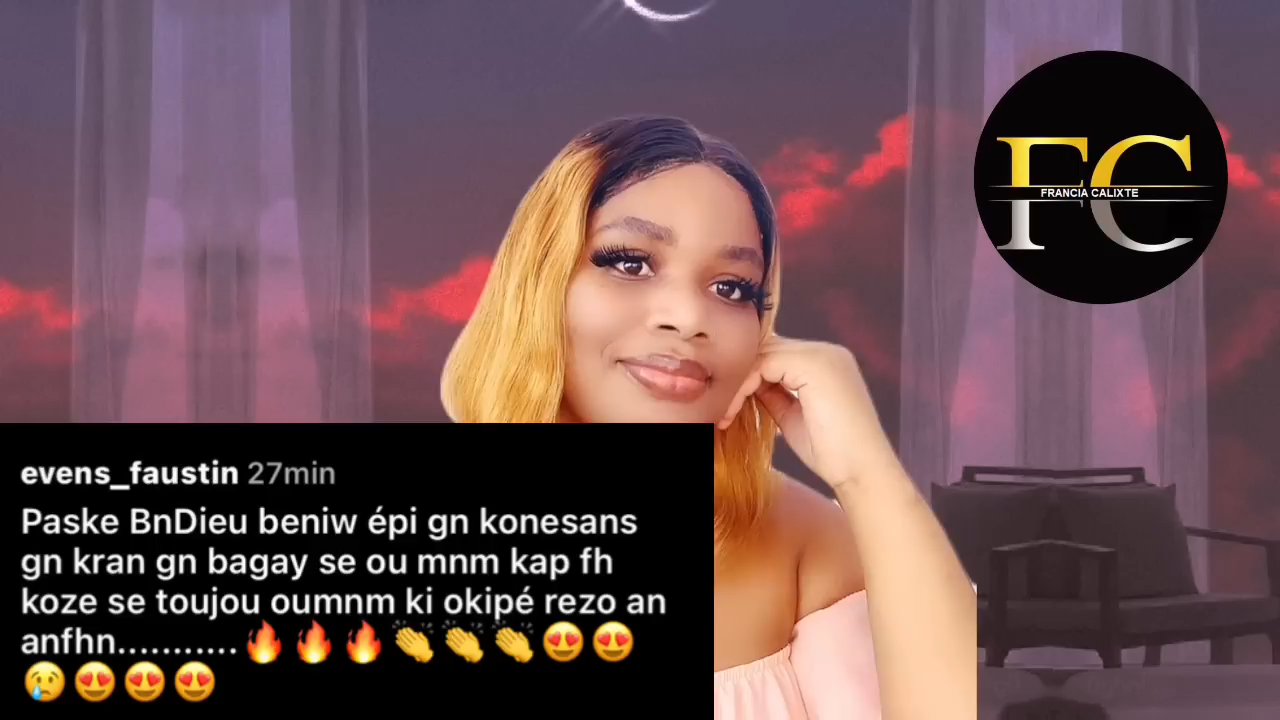 FC
FRANCIA CALIXTE
evens_faustin 27min
Paske BnDieu beniw épi gn konesans
gn kran gn bagay se ou mnm kap fh
koze se toujou oumnm ki okipé rezo an
anfhn...........🔥🔥🔥👏👏👏😍😍
😢😍😍😍